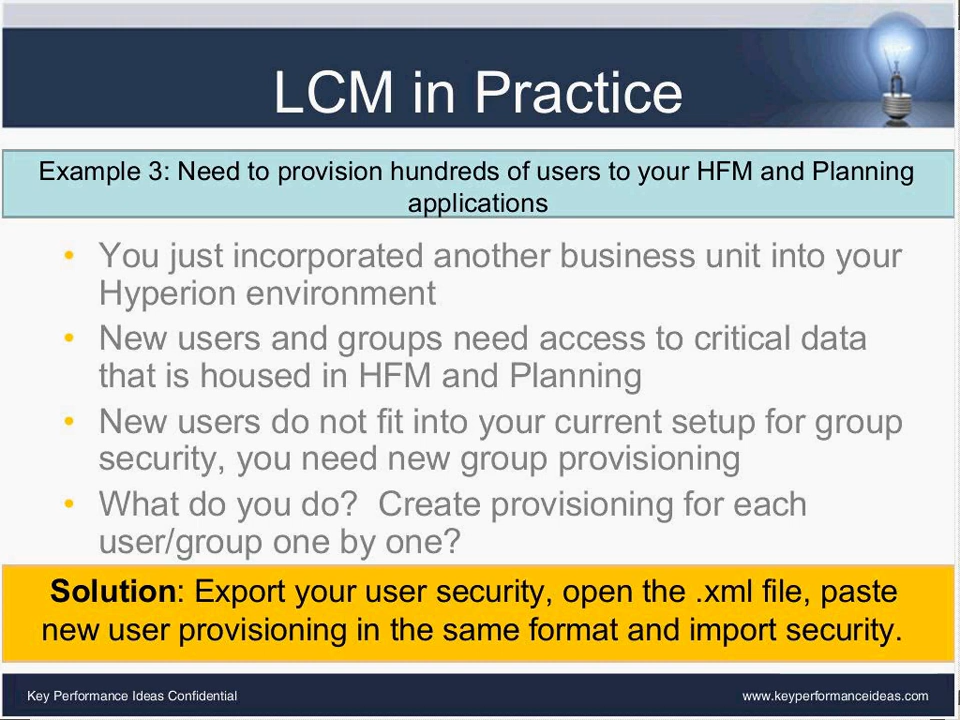 LCM in Practice
Example 3: Need to provision hundreds of users to your HFM and Planning
applications
• You just incorporated another business unit into your
Hyperion environment
• New users and groups need access to critical data
that is housed in HFM and Planning
• New users do not fit into your current setup for group
security, you need new group provisioning
• What do you do?  Create provisioning for each
user/group one by one?
Solution: Export your user security, open the .xml file, paste
new user provisioning in the same format and import security.
Key Performance Ideas Confidential
www.keyperformanceideas.com